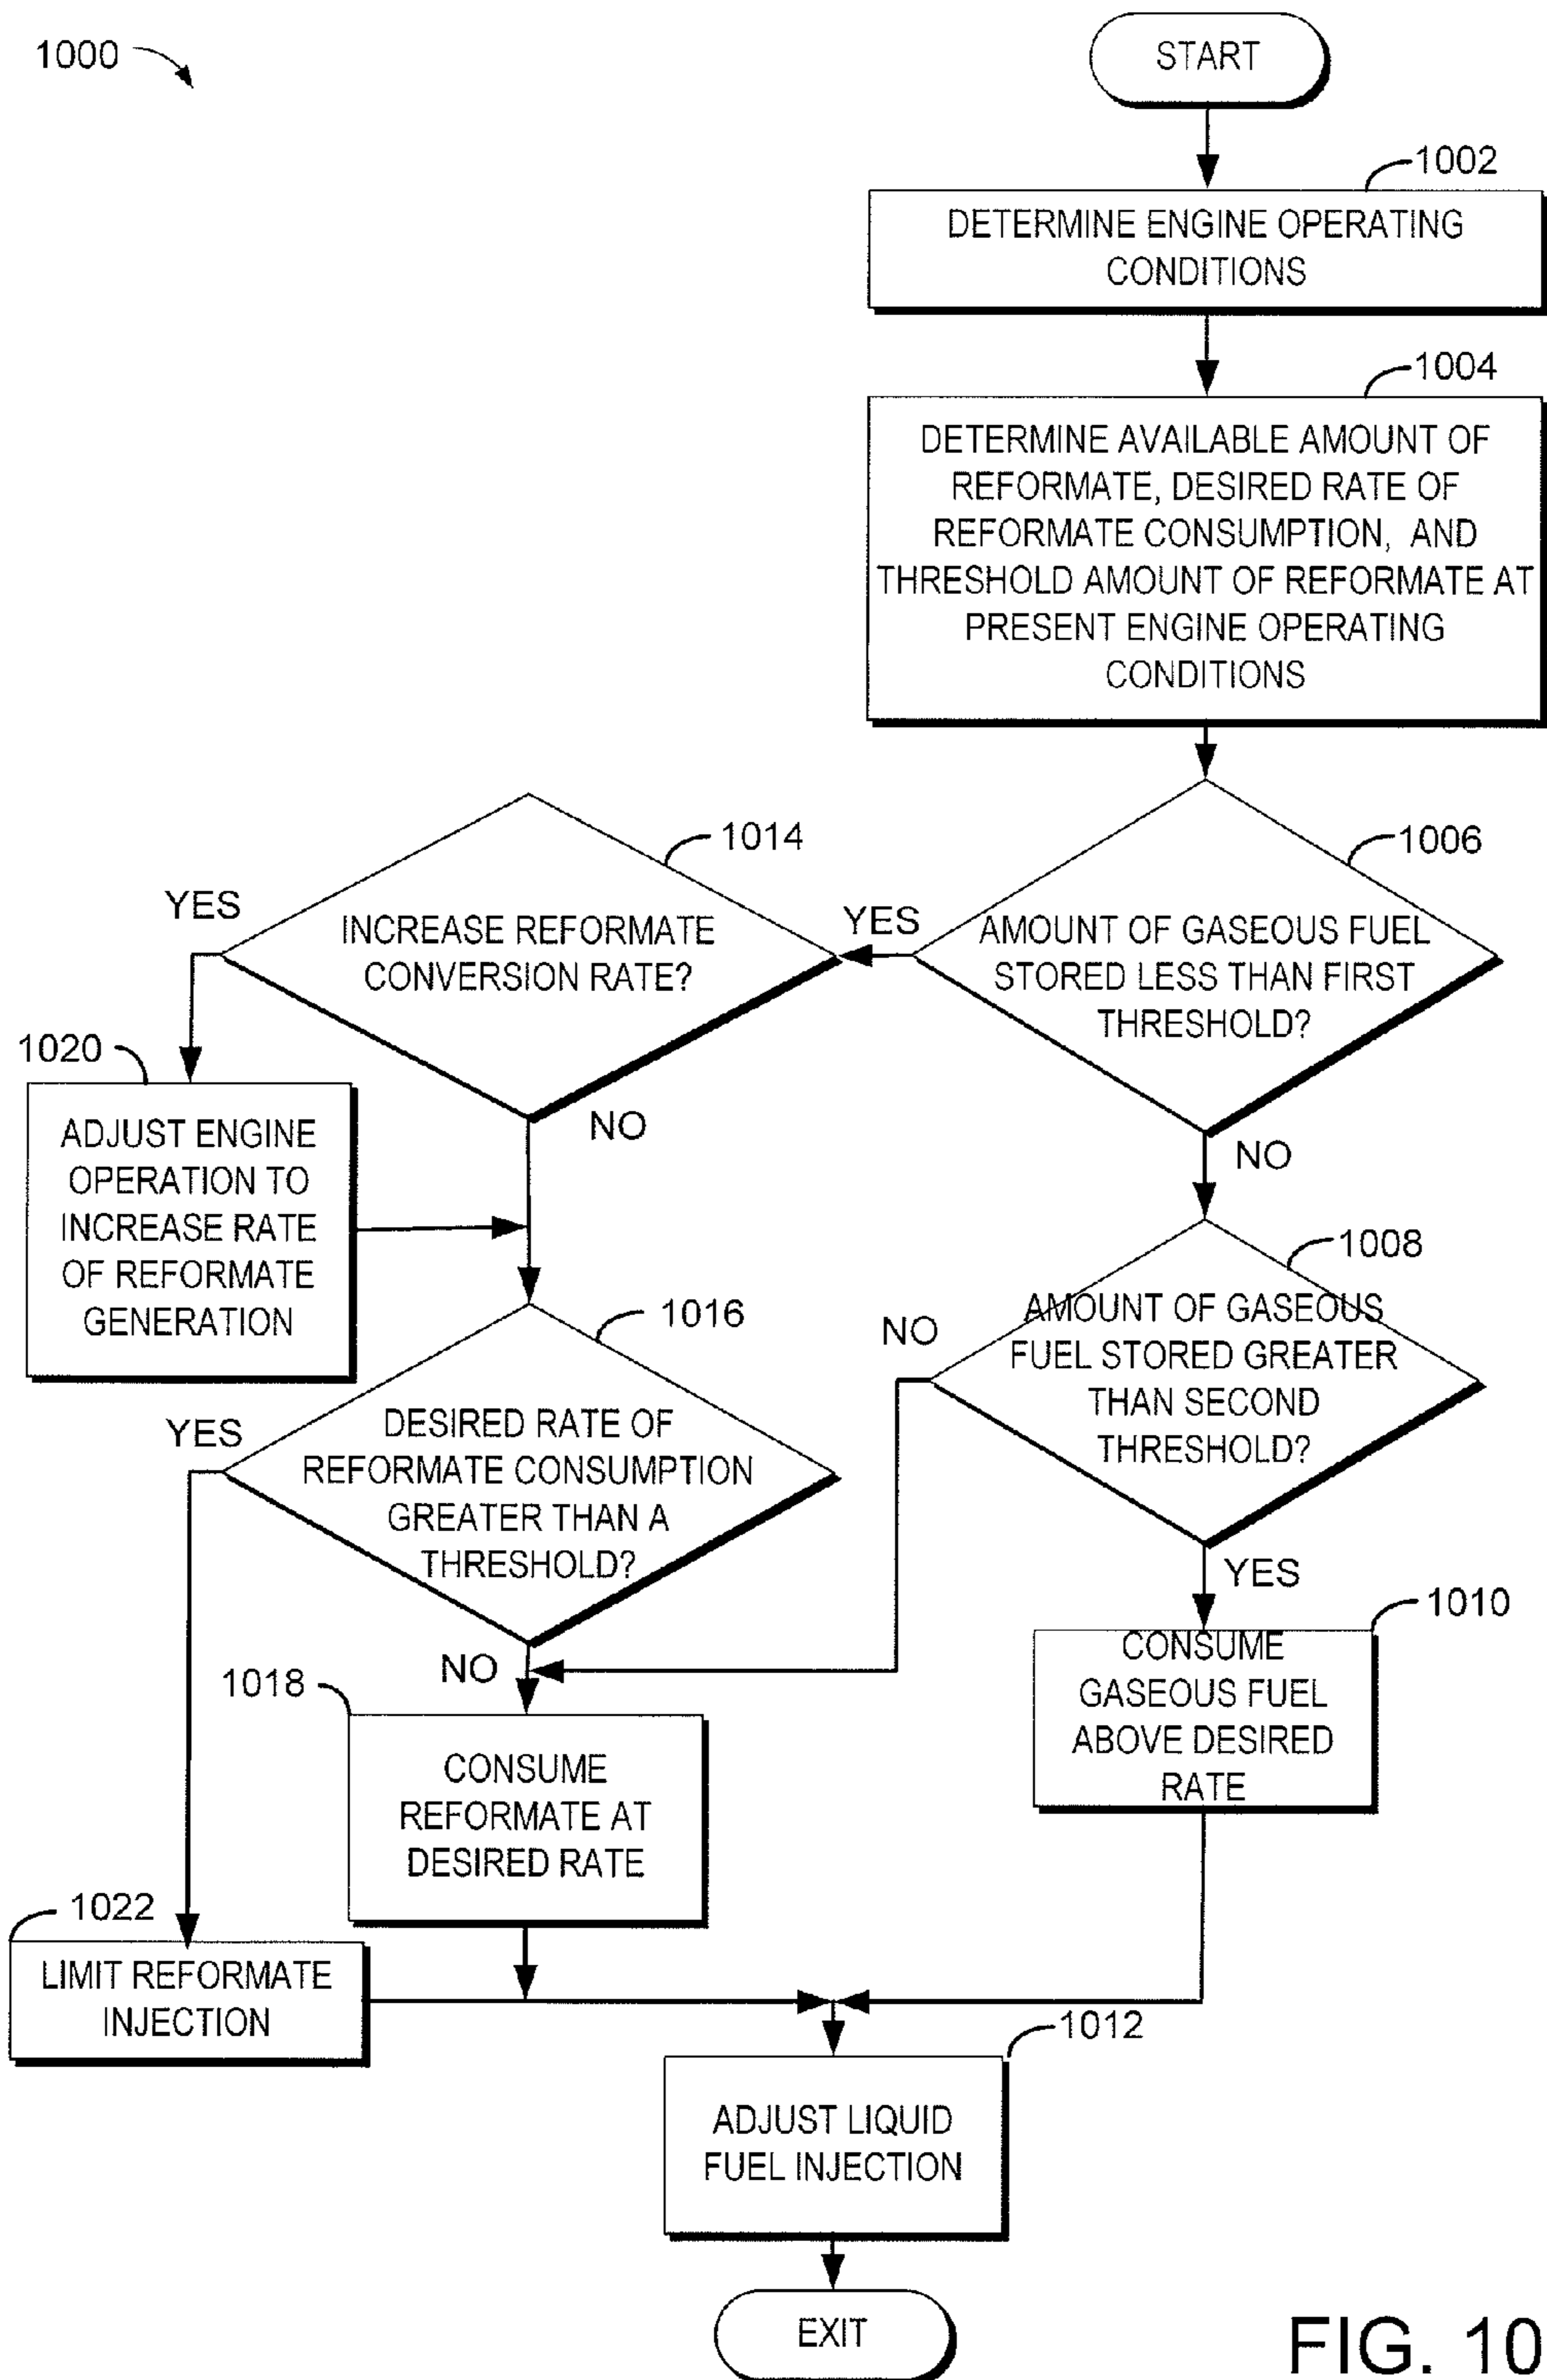 1000
START
1002
DETERMINE ENGINE OPERATING
CONDITIONS
1004
DETERMINE AVAILABLE AMOUNT OF
REFORMATE, DESIRED RATE OF
REFORMATE CONSUMPTION, AND
THRESHOLD AMOUNT OF REFORMATE AT
PRESENT ENGINE OPERATING
CONDITIONS
1006
AMOUNT OF GASEOUS FUEL
STORED LESS THAN FIRST
THRESHOLD?
YES
NO
1014
INCREASE REFORMATE
CONVERSION RATE?
YES
NO
1020
ADJUST ENGINE
OPERATION TO
INCREASE RATE
OF REFORMATE
GENERATION
1008
AMOUNT OF GASEOUS
FUEL STORED GREATER
THAN SECOND
THRESHOLD?
NO
YES
1016
DESIRED RATE OF
REFORMATE CONSUMPTION
GREATER THAN A
THRESHOLD?
YES
NO
1010
CONSUME
GASEOUS FUEL
ABOVE DESIRED
RATE
1018
CONSUME
REFORMATE AT
DESIRED RATE
1022
LIMIT REFORMATE
INJECTION
1012
ADJUST LIQUID
FUEL INJECTION
EXIT
FIG. 10